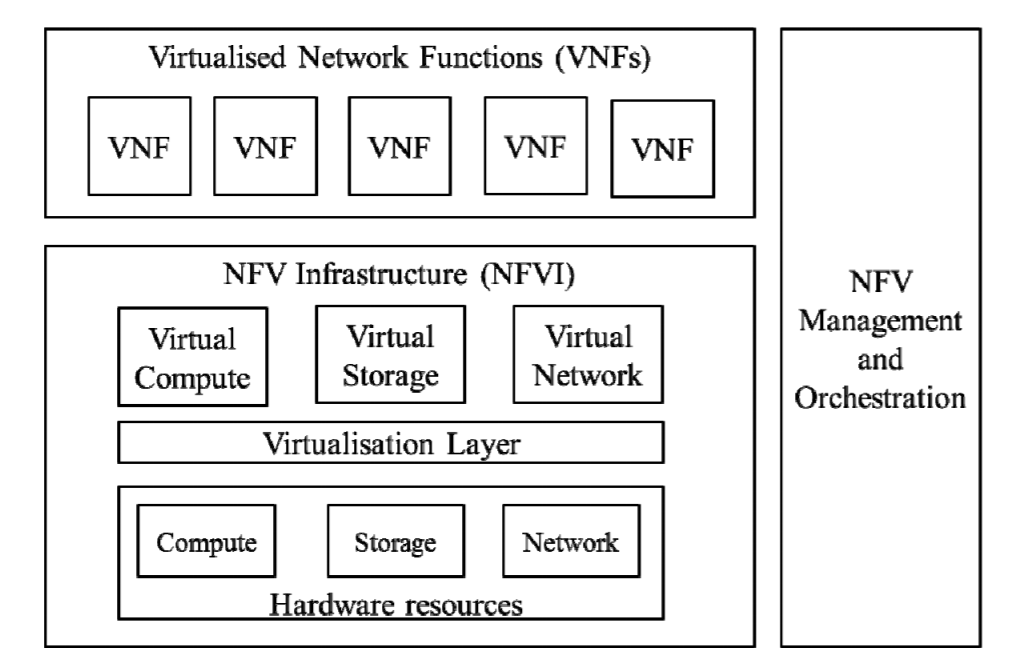 Virtualised Network Functions (VNFs)
VNF
VNF
VNF
VNF
VNF
NFV Infrastructure (NFVI)
Virtual
Compute
Virtual
Storage
Virtual
Network
Virtualisation Layer
Compute
Storage
Network
Hardware resources
NFV
Management
and
Orchestration